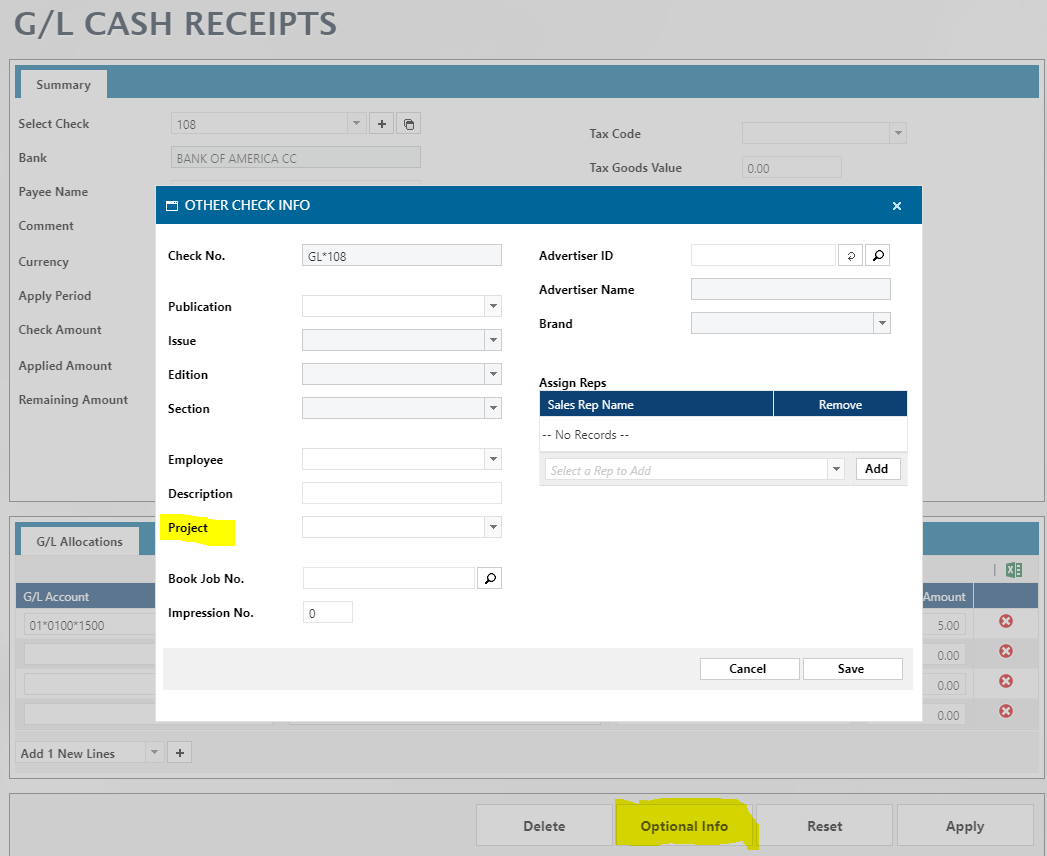 G/L CASH RECEIPTS
Summary
Select Check 108
Bank BANK OF AMERICA CC
Payee Name
Comment
Currency
Apply Period
Check Amount
Applied Amount
Remaining Amount
Tax Code
Tax Goods Value 0.00
OTHER CHECK INFO
Check No. GL*108
Publication
Issue
Edition
Section
Employee
Description
Project
Book Job No.
Impression No. 0
Advertiser ID
Advertiser Name
Brand
Assign Reps
Sales Rep Name Remove
-- No Records --
Select a Rep to Add Add
Cancel Save
G/L Allocations
G/L Account Amount
01*0100*1500 5.00
0.00
0.00
0.00
Add 1 New Lines
Delete Optional Info Reset Apply